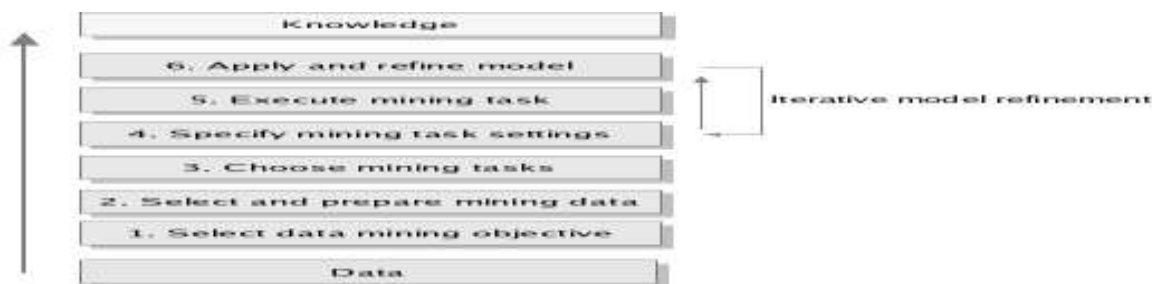 Knowledge
6. Apply and refine model
5. Execute mining task
Iterative model refinement
4. Specify mining task settings
3. Choose mining tasks
2. Select and prepare mining data
1. Select data mining objective
Data